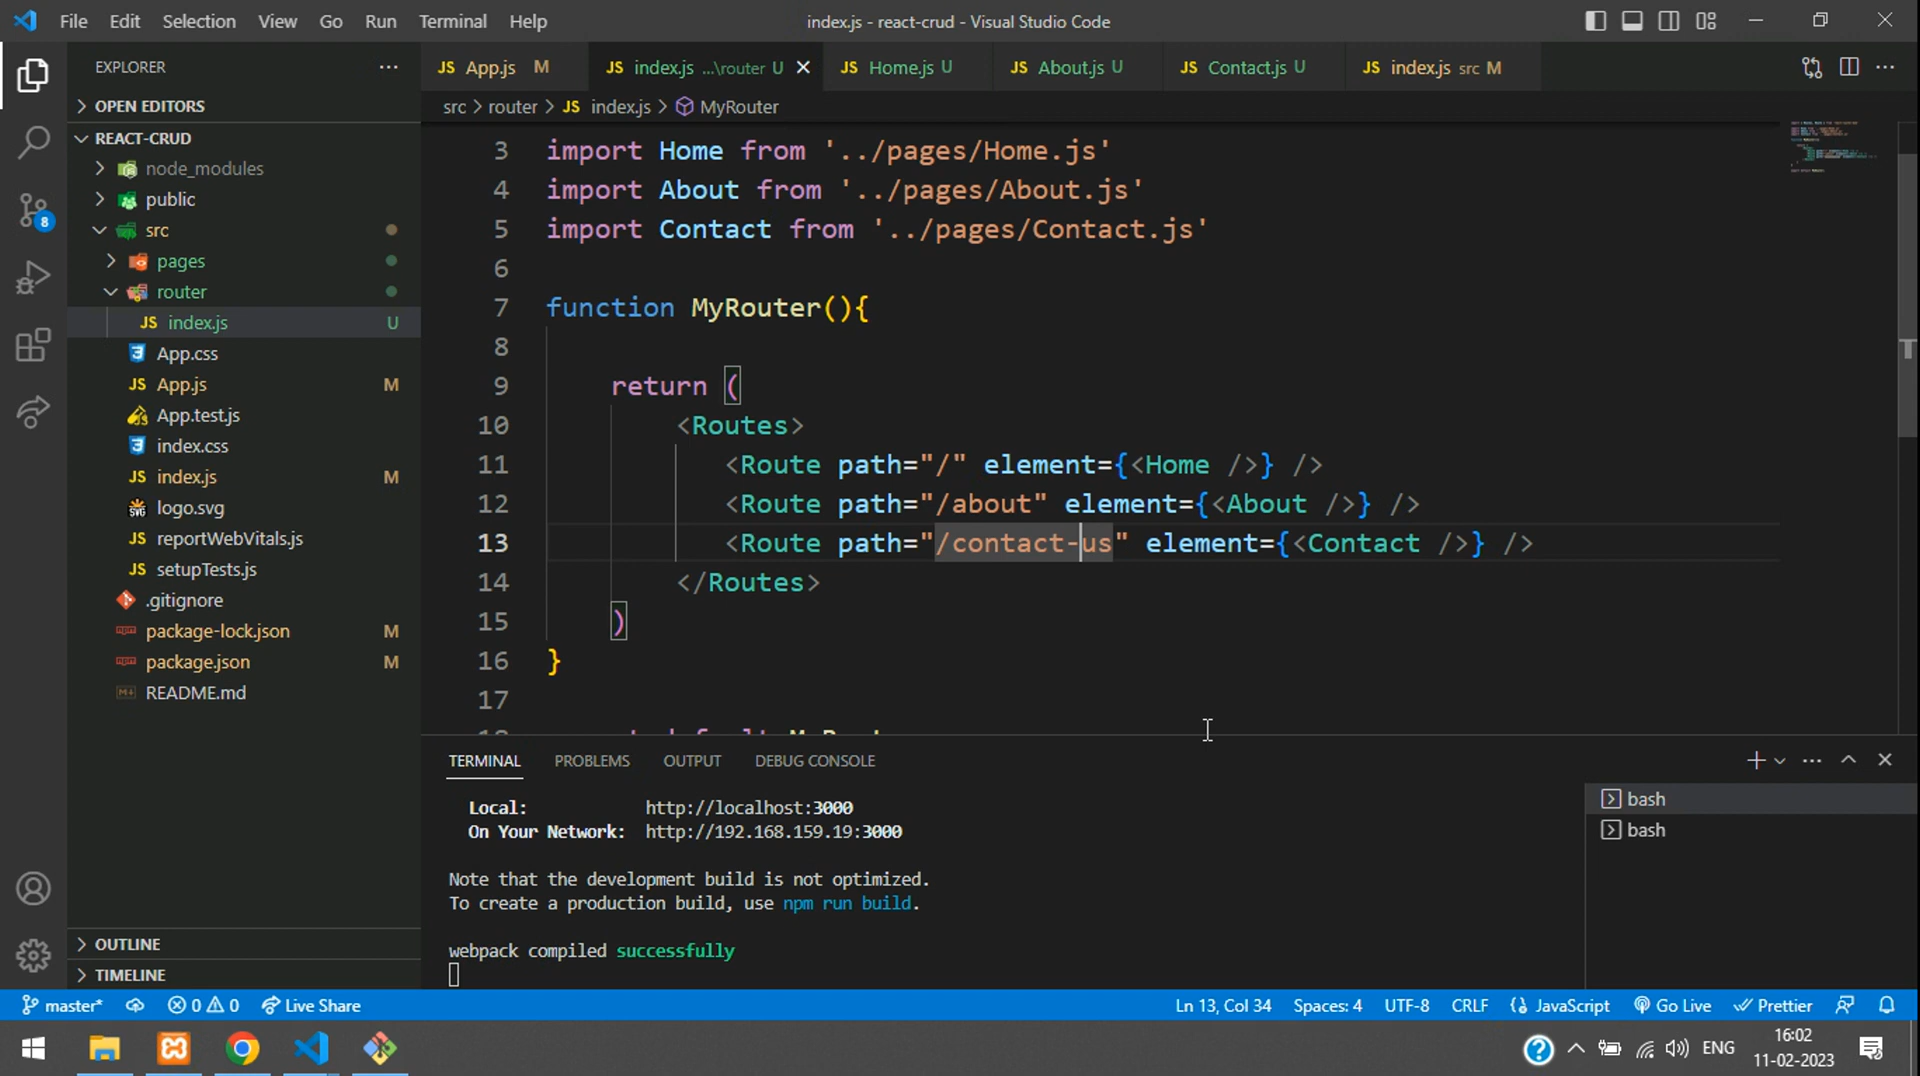 File Edit Selection View Go Run Terminal Help
index.js - react-crud - Visual Studio Code
EXPLORER
OPEN EDITORS
REACT-CRUD
node_modules
public
src
pages
router
JS index.js U
App.css
JS App.js M
App.test.js
index.css
JS index.js M
logo.svg
JS reportWebVitals.js
JS setupTests.js
.gitignore
package-lock.json M
package.json M
README.md
OUTLINE
TIMELINE
8
JS App.js M
JS index.js ...\router U
JS Home.js U
JS About.js U
JS Contact.js U
JS index.js src M
src > router > JS index.js > MyRouter
3 import Home from '../pages/Home.js'
4 import About from '../pages/About.js'
5 import Contact from '../pages/Contact.js'
6
7 function MyRouter(){
8
9 return (
10 <Routes>
11 <Route path="/" element={<Home />} />
12 <Route path="/about" element={<About />} />
13 <Route path="/contact-us" element={<Contact />} />
14 </Routes>
15 )
16 }
17
TERMINAL PROBLEMS OUTPUT DEBUG CONSOLE
Local: http://localhost:3000
On Your Network: http://192.168.159.19:3000
Note that the development build is not optimized.
To create a production build, use npm run build.
webpack compiled successfully
bash
bash
master* 0 0 Live Share
Ln 13, Col 34 Spaces: 4 UTF-8 CRLF JavaScript Go Live Prettier
ENG
16:02
11-02-2023